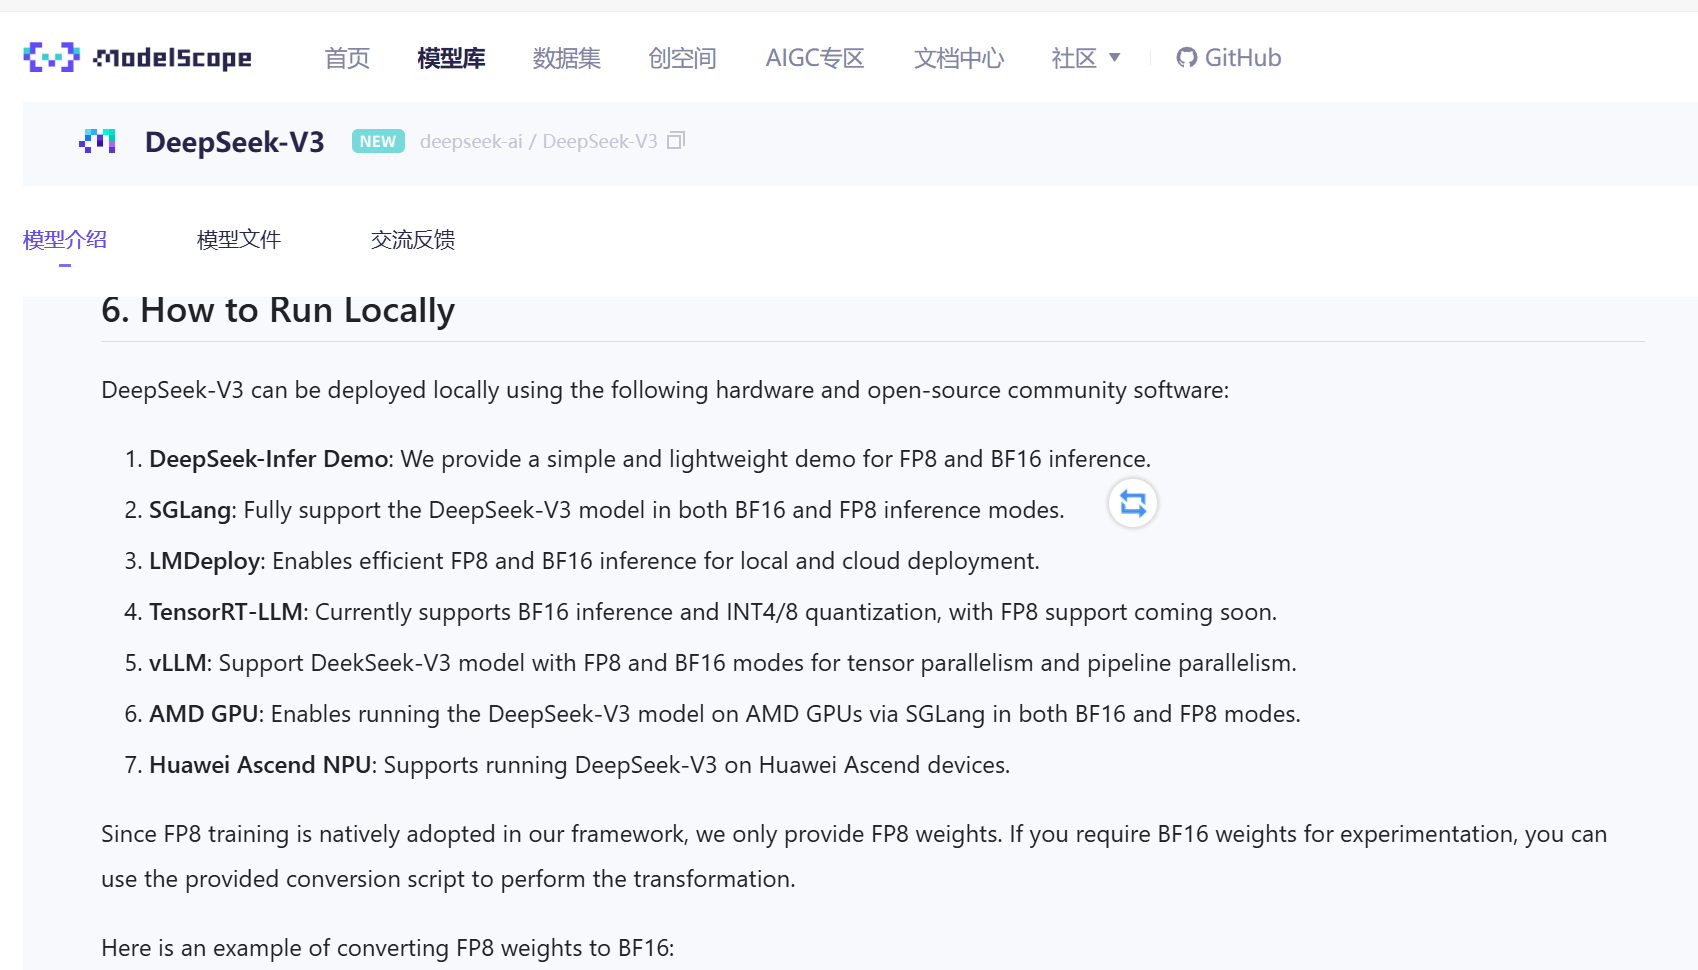 ModelScope 首页 模型库 数据集 创空间 AIGC专区 文档中心 社区 GitHub
DeepSeek-V3 NEW deepseek-ai / DeepSeek-V3
模型介绍 模型文件 交流反馈
6. How to Run Locally
DeepSeek-V3 can be deployed locally using the following hardware and open-source community software:
1. DeepSeek-Infer Demo: We provide a simple and lightweight demo for FP8 and BF16 inference.
2. SGLang: Fully support the DeepSeek-V3 model in both BF16 and FP8 inference modes.
3. LMDeploy: Enables efficient FP8 and BF16 inference for local and cloud deployment.
4. TensorRT-LLM: Currently supports BF16 inference and INT4/8 quantization, with FP8 support coming soon.
5. vLLM: Support DeekSeek-V3 model with FP8 and BF16 modes for tensor parallelism and pipeline parallelism.
6. AMD GPU: Enables running the DeepSeek-V3 model on AMD GPUs via SGLang in both BF16 and FP8 modes.
7. Huawei Ascend NPU: Supports running DeepSeek-V3 on Huawei Ascend devices.
Since FP8 training is natively adopted in our framework, we only provide FP8 weights. If you require BF16 weights for experimentation, you can
use the provided conversion script to perform the transformation.
Here is an example of converting FP8 weights to BF16: